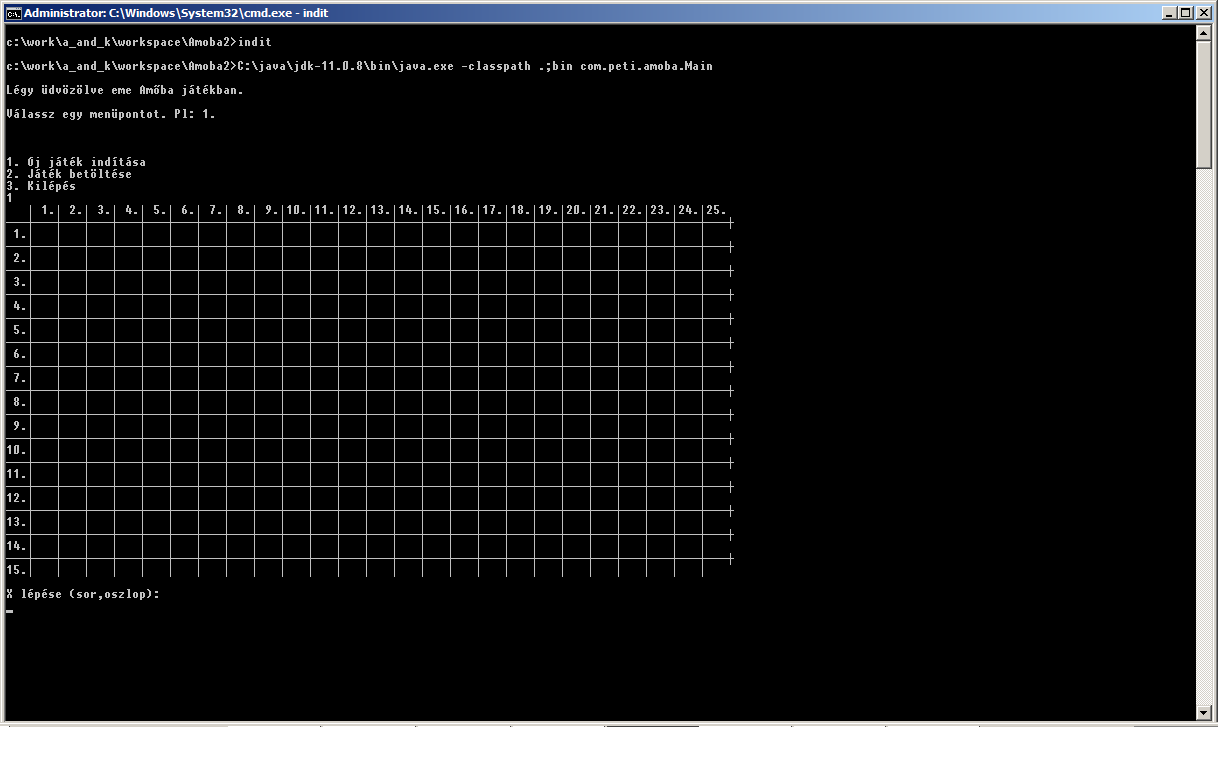 Administrator: C:\Windows\System32\cmd.exe - indit
c:\work\a_and_k\workspace\Amoba2>indit
c:\work\a_and_k\workspace\Amoba2>C:\java\jdk-11.0.8\bin\java.exe -classpath .;bin com.peti.amoba.Main
Légy üdvözölve eme Amőba játékban.
Válassz egy menüpontot. Pl: 1.
1. Új játék indítása
2. Játék betöltése
3. Kilépés
1
1. 2. 3. 4. 5. 6. 7. 8. 9. 10. 11. 12. 13. 14. 15. 16. 17. 18. 19. 20. 21. 22. 23. 24. 25.
1.
2.
3.
4.
5.
6.
7.
8.
9.
10.
11.
12.
13.
14.
15.
X lépése (sor,oszlop):